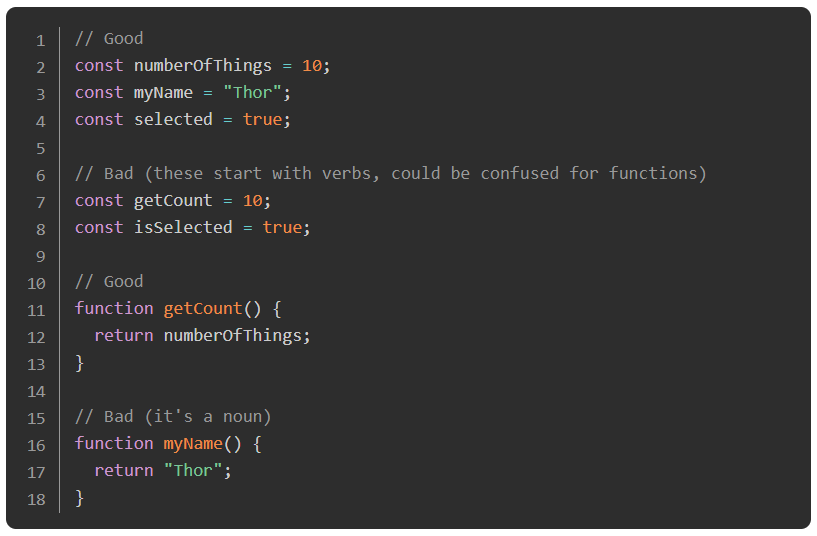 1 // Good
2 const numberOfThings = 10;
3 const myName = "Thor";
4 const selected = true;
5
6 // Bad (these start with verbs, could be confused for functions)
7 const getCount = 10;
8 const isSelected = true;
9
10 // Good
11 function getCount() {
12   return numberOfThings;
13 }
14
15 // Bad (it's a noun)
16 function myName() {
17   return "Thor";
18 }